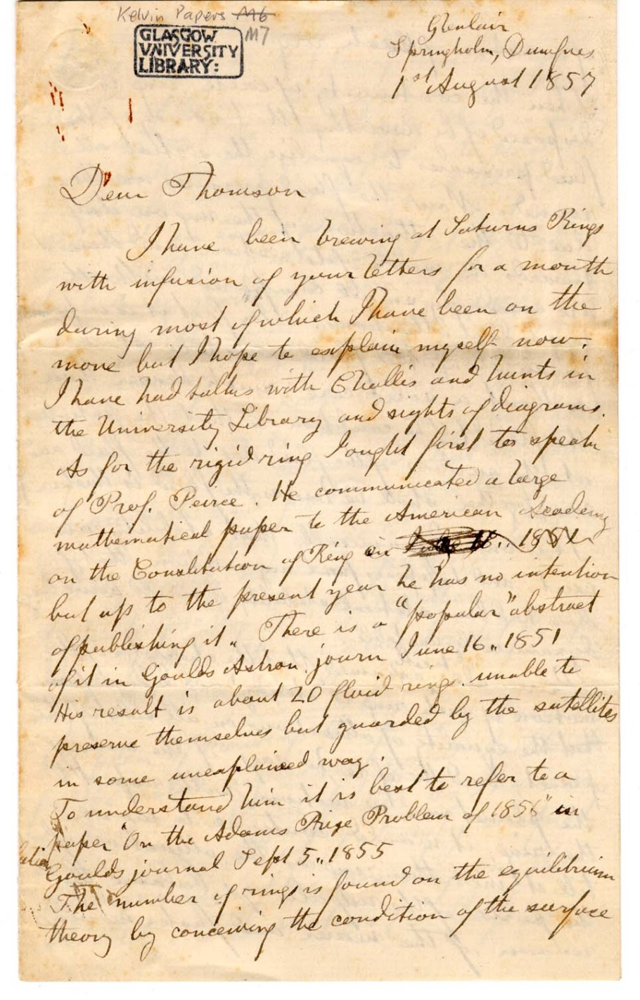 Kelvin Papers M6
M7
GLASGOW
UNIVERSITY
LIBRARY:
Glenlair
Springholm, Dumfries
1st August 1857
Dear Thomson
I have been brewing at Saturns Rings
with infusion of your letters for a month
during most of which I have been on the
move but I hope to explain myself now.
I have had talks with Challis and hunts in
the University Library and sights of diagrams.
As for the rigid ring I ought first to speak
of Prof. Peirce. He communicated a large
mathematical paper to the American Academy
on the Constitution of Ring on 1851
but up to the present year he has no intention
of publishing it. There is a "popular" abstract
of it in Goulds Astron. journ June 16.. 1851
His result is about 20 fluid rings unable to
preserve themselves but guarded by the satellites
in some unexplained way.
To understand him it is best to refer to a
paper "On the Adams Prize Problem of 1856" in
Goulds journal Sept 5.. 1855
The number of rings is found on the equilibrium
theory by conceiving the condition of the surface